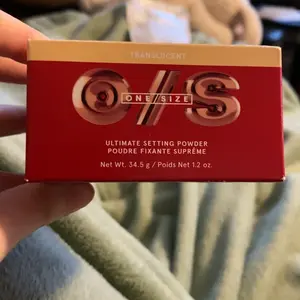 TRANSLUCENT
O//S
ONE/SIZE
ULTIMATE SETTING POWDER
POUDRE FIXANTE SUPRÊME
Net Wt. 34.5 g / Poids Net 1.2 oz.